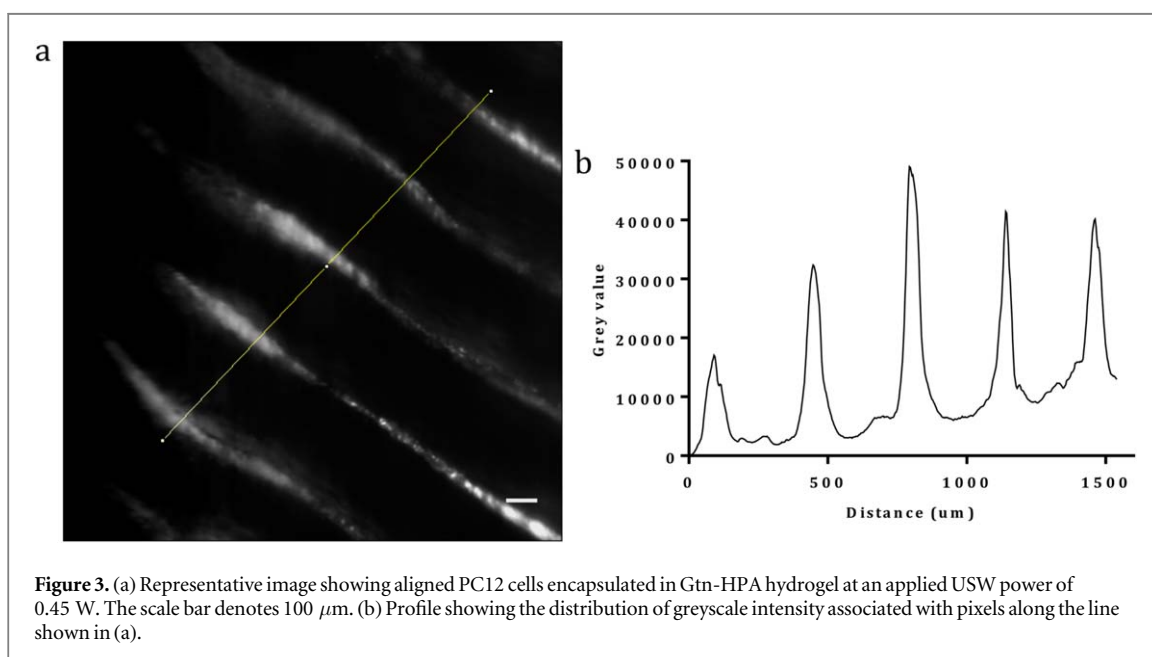 a
b
50000
40000
30000
20000
10000
0
Grey value
0 500 1000 1500
Distance (um)
Figure 3. (a) Representative image showing aligned PC12 cells encapsulated in Gtn-HPA hydrogel at an applied USW power of
0.45 W. The scale bar denotes 100 μm. (b) Profile showing the distribution of greyscale intensity associated with pixels along the line
shown in (a).